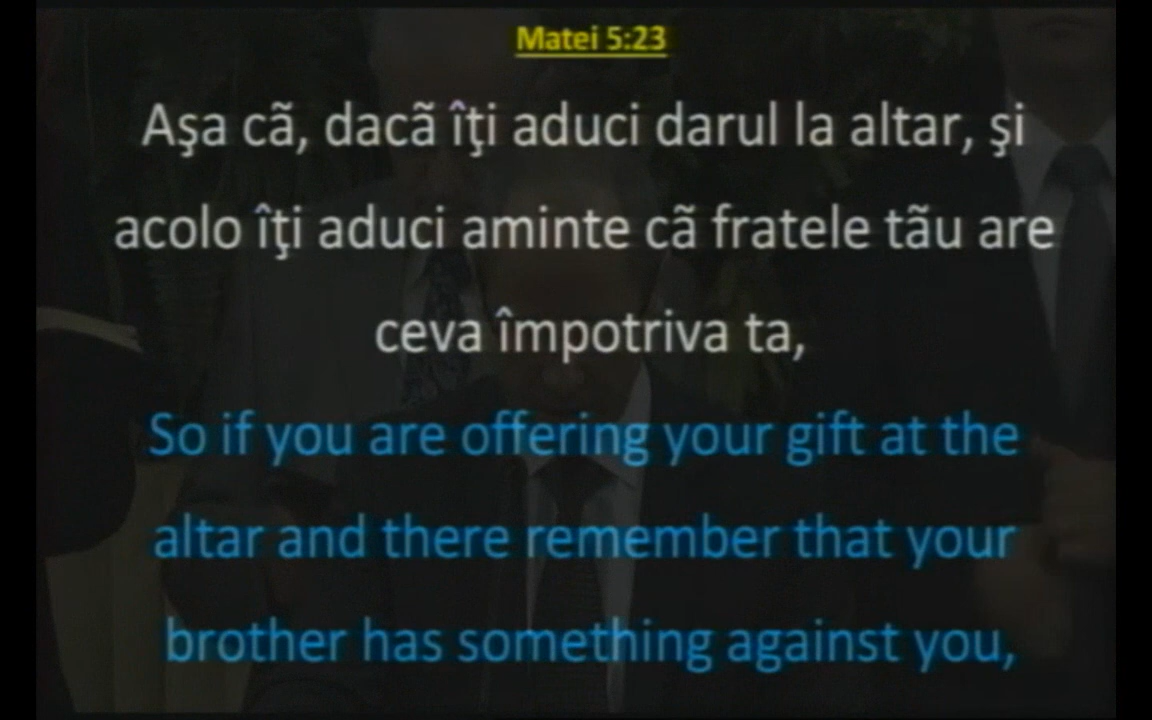 Matei 5:23
Aşa cã, dacã îţi aduci darul la altar, şi
acolo îţi aduci aminte cã fratele tãu are
ceva împotriva ta,
So if you are offering your gift at the
altar and there remember that your
brother has something against you,